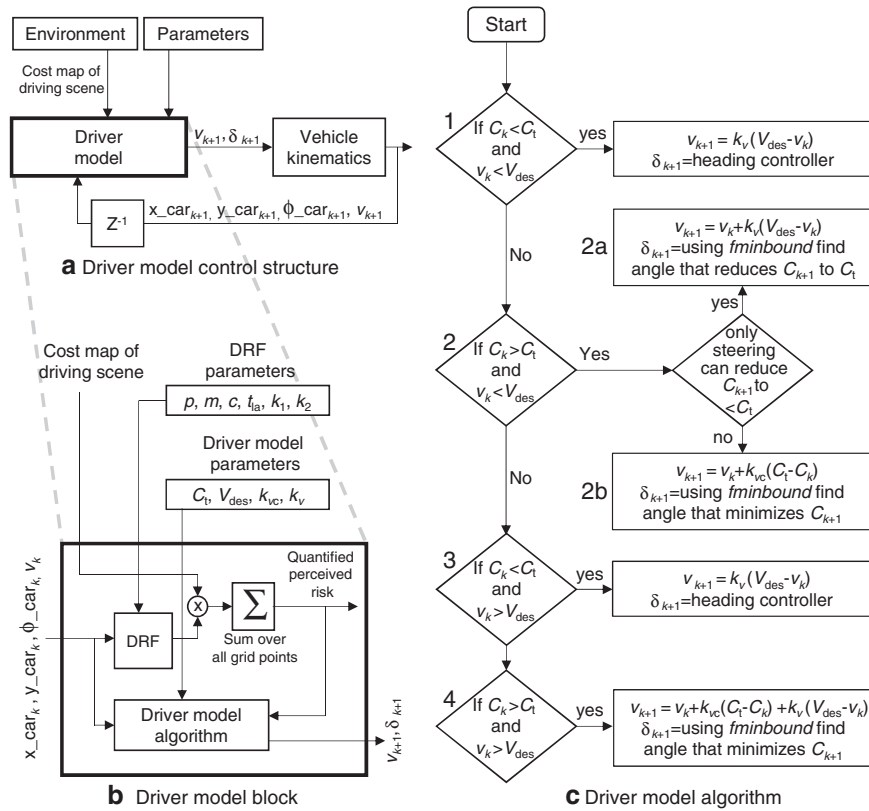 Environment
Parameters
Cost map of
driving scene
Driver
model
v_{k+1}, δ_{k+1}
Vehicle
kinematics
Z^{-1}
x_car_{k+1}, y_car_{k+1}, ϕ_car_{k+1}, v_{k+1}
a Driver model control structure
Cost map of
driving scene
DRF
parameters
p, m, c, t_{la}, k_1, k_2
Driver model
parameters
C_t, V_{des}, k_{vc}, k_v
Quantified
perceived
risk
x
Σ
Sum over
all grid points
DRF
Driver model
algorithm
x_car_k, y_car_k, ϕ_car_k, v_k
v_{k+1}, δ_{k+1}
b Driver model block
Start
1
If C_k<C_t
and
v_k<V_{des}
yes
v_{k+1} = k_v(V_{des}-v_k)
δ_{k+1}=heading controller
No
2
If C_k>C_t
and
v_k<V_{des}
Yes
only
steering
can reduce
C_{k+1} to
<C_t
yes
2a
v_{k+1} = v_k+k_v(V_{des}-v_k)
δ_{k+1}=using fminbound find
angle that reduces C_{k+1} to C_t
no
2b
v_{k+1} = v_k+k_{vc}(C_t-C_k)
δ_{k+1}=using fminbound find
angle that minimizes C_{k+1}
No
3
If C_k<C_t
and
v_k>V_{des}
yes
v_{k+1} = k_v(V_{des}-v_k)
δ_{k+1}=heading controller
4
If C_k>C_t
and
v_k>V_{des}
yes
v_{k+1} = v_k+k_{vc}(C_t-C_k) +k_v(V_{des}-v_k)
δ_{k+1}=using fminbound find
angle that minimizes C_{k+1}
c Driver model algorithm